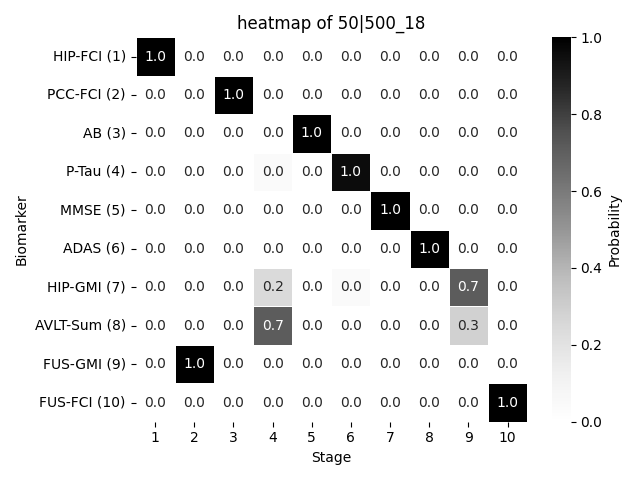 heatmap of 50|500_18
HIP-FCI (1) 1.0 0.0 0.0 0.0 0.0 0.0 0.0 0.0 0.0 0.0
PCC-FCI (2) 0.0 0.0 1.0 0.0 0.0 0.0 0.0 0.0 0.0 0.0
AB (3) 0.0 0.0 0.0 0.0 1.0 0.0 0.0 0.0 0.0 0.0
P-Tau (4) 0.0 0.0 0.0 0.0 0.0 1.0 0.0 0.0 0.0 0.0
MMSE (5) 0.0 0.0 0.0 0.0 0.0 0.0 1.0 0.0 0.0 0.0
ADAS (6) 0.0 0.0 0.0 0.0 0.0 0.0 0.0 1.0 0.0 0.0
HIP-GMI (7) 0.0 0.0 0.0 0.2 0.0 0.0 0.0 0.0 0.7 0.0
AVLT-Sum (8) 0.0 0.0 0.0 0.7 0.0 0.0 0.0 0.0 0.3 0.0
FUS-GMI (9) 0.0 1.0 0.0 0.0 0.0 0.0 0.0 0.0 0.0 0.0
FUS-FCI (10) 0.0 0.0 0.0 0.0 0.0 0.0 0.0 0.0 0.0 1.0
1 2 3 4 5 6 7 8 9 10
Stage
Biomarker
1.0
0.8
0.6
0.4
0.2
0.0
Probability